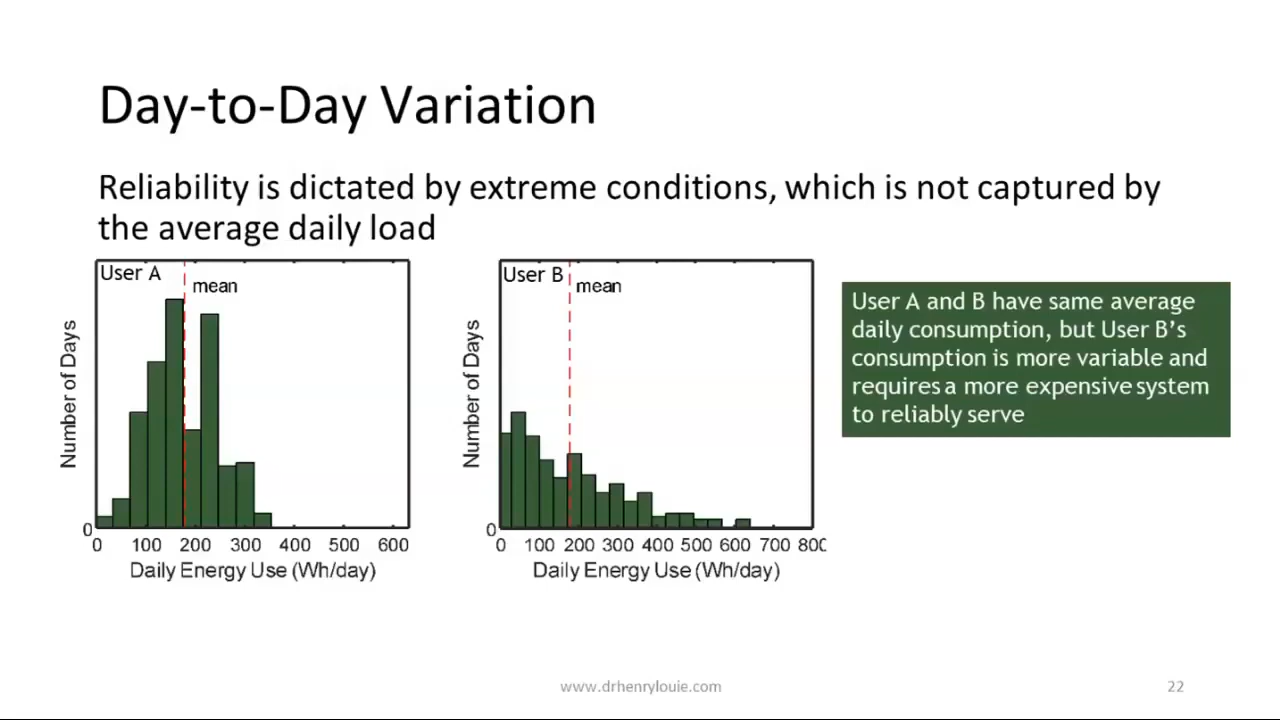 Day-to-Day Variation
Reliability is dictated by extreme conditions, which is not captured by
the average daily load
User A
mean
Number of Days
0
0 100 200 300 400 500 600
Daily Energy Use (Wh/day)
User B
mean
Number of Days
0
0 100 200 300 400 500 600 700 800
Daily Energy Use (Wh/day)
User A and B have same average
daily consumption, but User B’s
consumption is more variable and
requires a more expensive system
to reliably serve
www.drhenrylouie.com
22